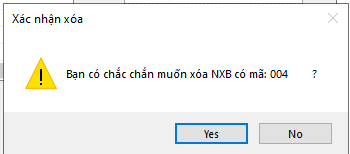 Xác nhận xóa
Bạn có chắc chắn muốn xóa NXB có mã: 004 ?
Yes
No